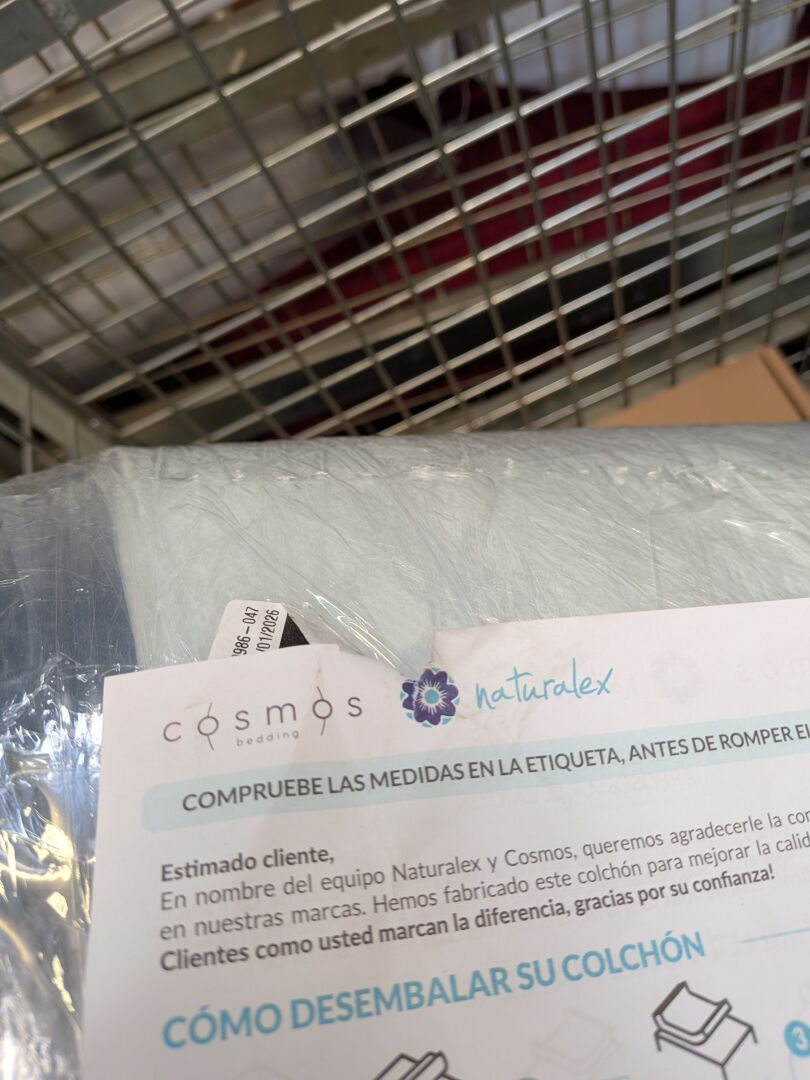 986-047
/01/2026
cosmos
bedding
naturalex
COMPRUEBE LAS MEDIDAS EN LA ETIQUETA, ANTES DE ROMPER EL
Estimado cliente,
En nombre del equipo Naturalex y Cosmos, queremos agradecerle la
en nuestras marcas. Hemos fabricado este colchón para mejorar la
Clientes como usted marcan la diferencia, gracias por su confianza!
CÓMO DESEMBALAR SU COLCHÓN
3